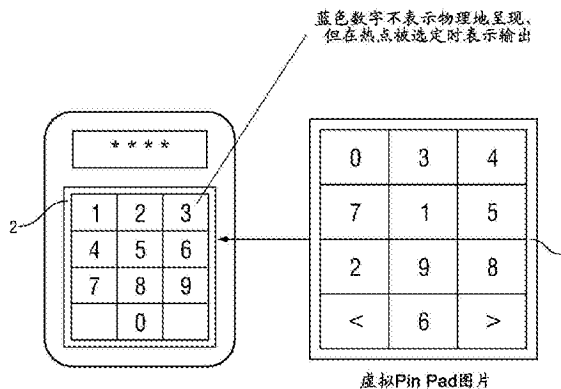 蓝色数字不表示物理地呈现、
但在热点被选定时表示输出
****
2
1 2 3
4 5 6
7 8 9
0
0 3 4
7 1 5
2 9 8
< 6 >
虚拟Pin Pad图片